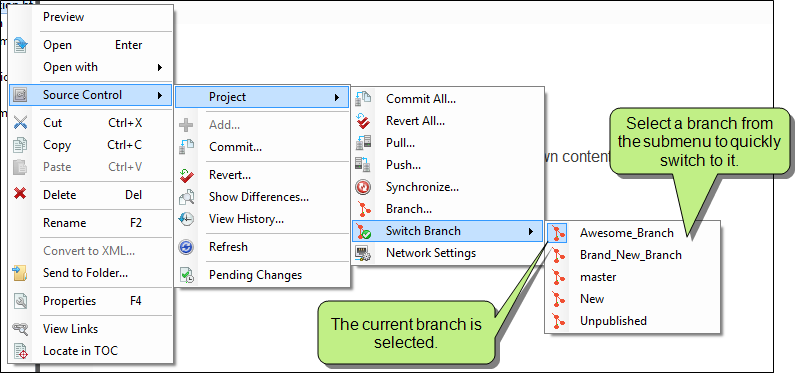 Preview
Open Enter
Open with
Source Control
Cut Ctrl+X
Copy Ctrl+C
Paste Ctrl+V
Delete Del
Rename F2
Convert to XML...
Send to Folder...
Properties F4
View Links
Locate in TOC
Project
Add...
Commit...
Revert...
Show Differences...
View History...
Refresh
Pending Changes
Commit All...
Revert All...
Pull...
Push...
Synchronize...
Branch...
Switch Branch
Network Settings
Awesome_Branch
Brand_New_Branch
master
New
Unpublished
Select a branch from
the submenu to quickly
switch to it.
The current branch is
selected.